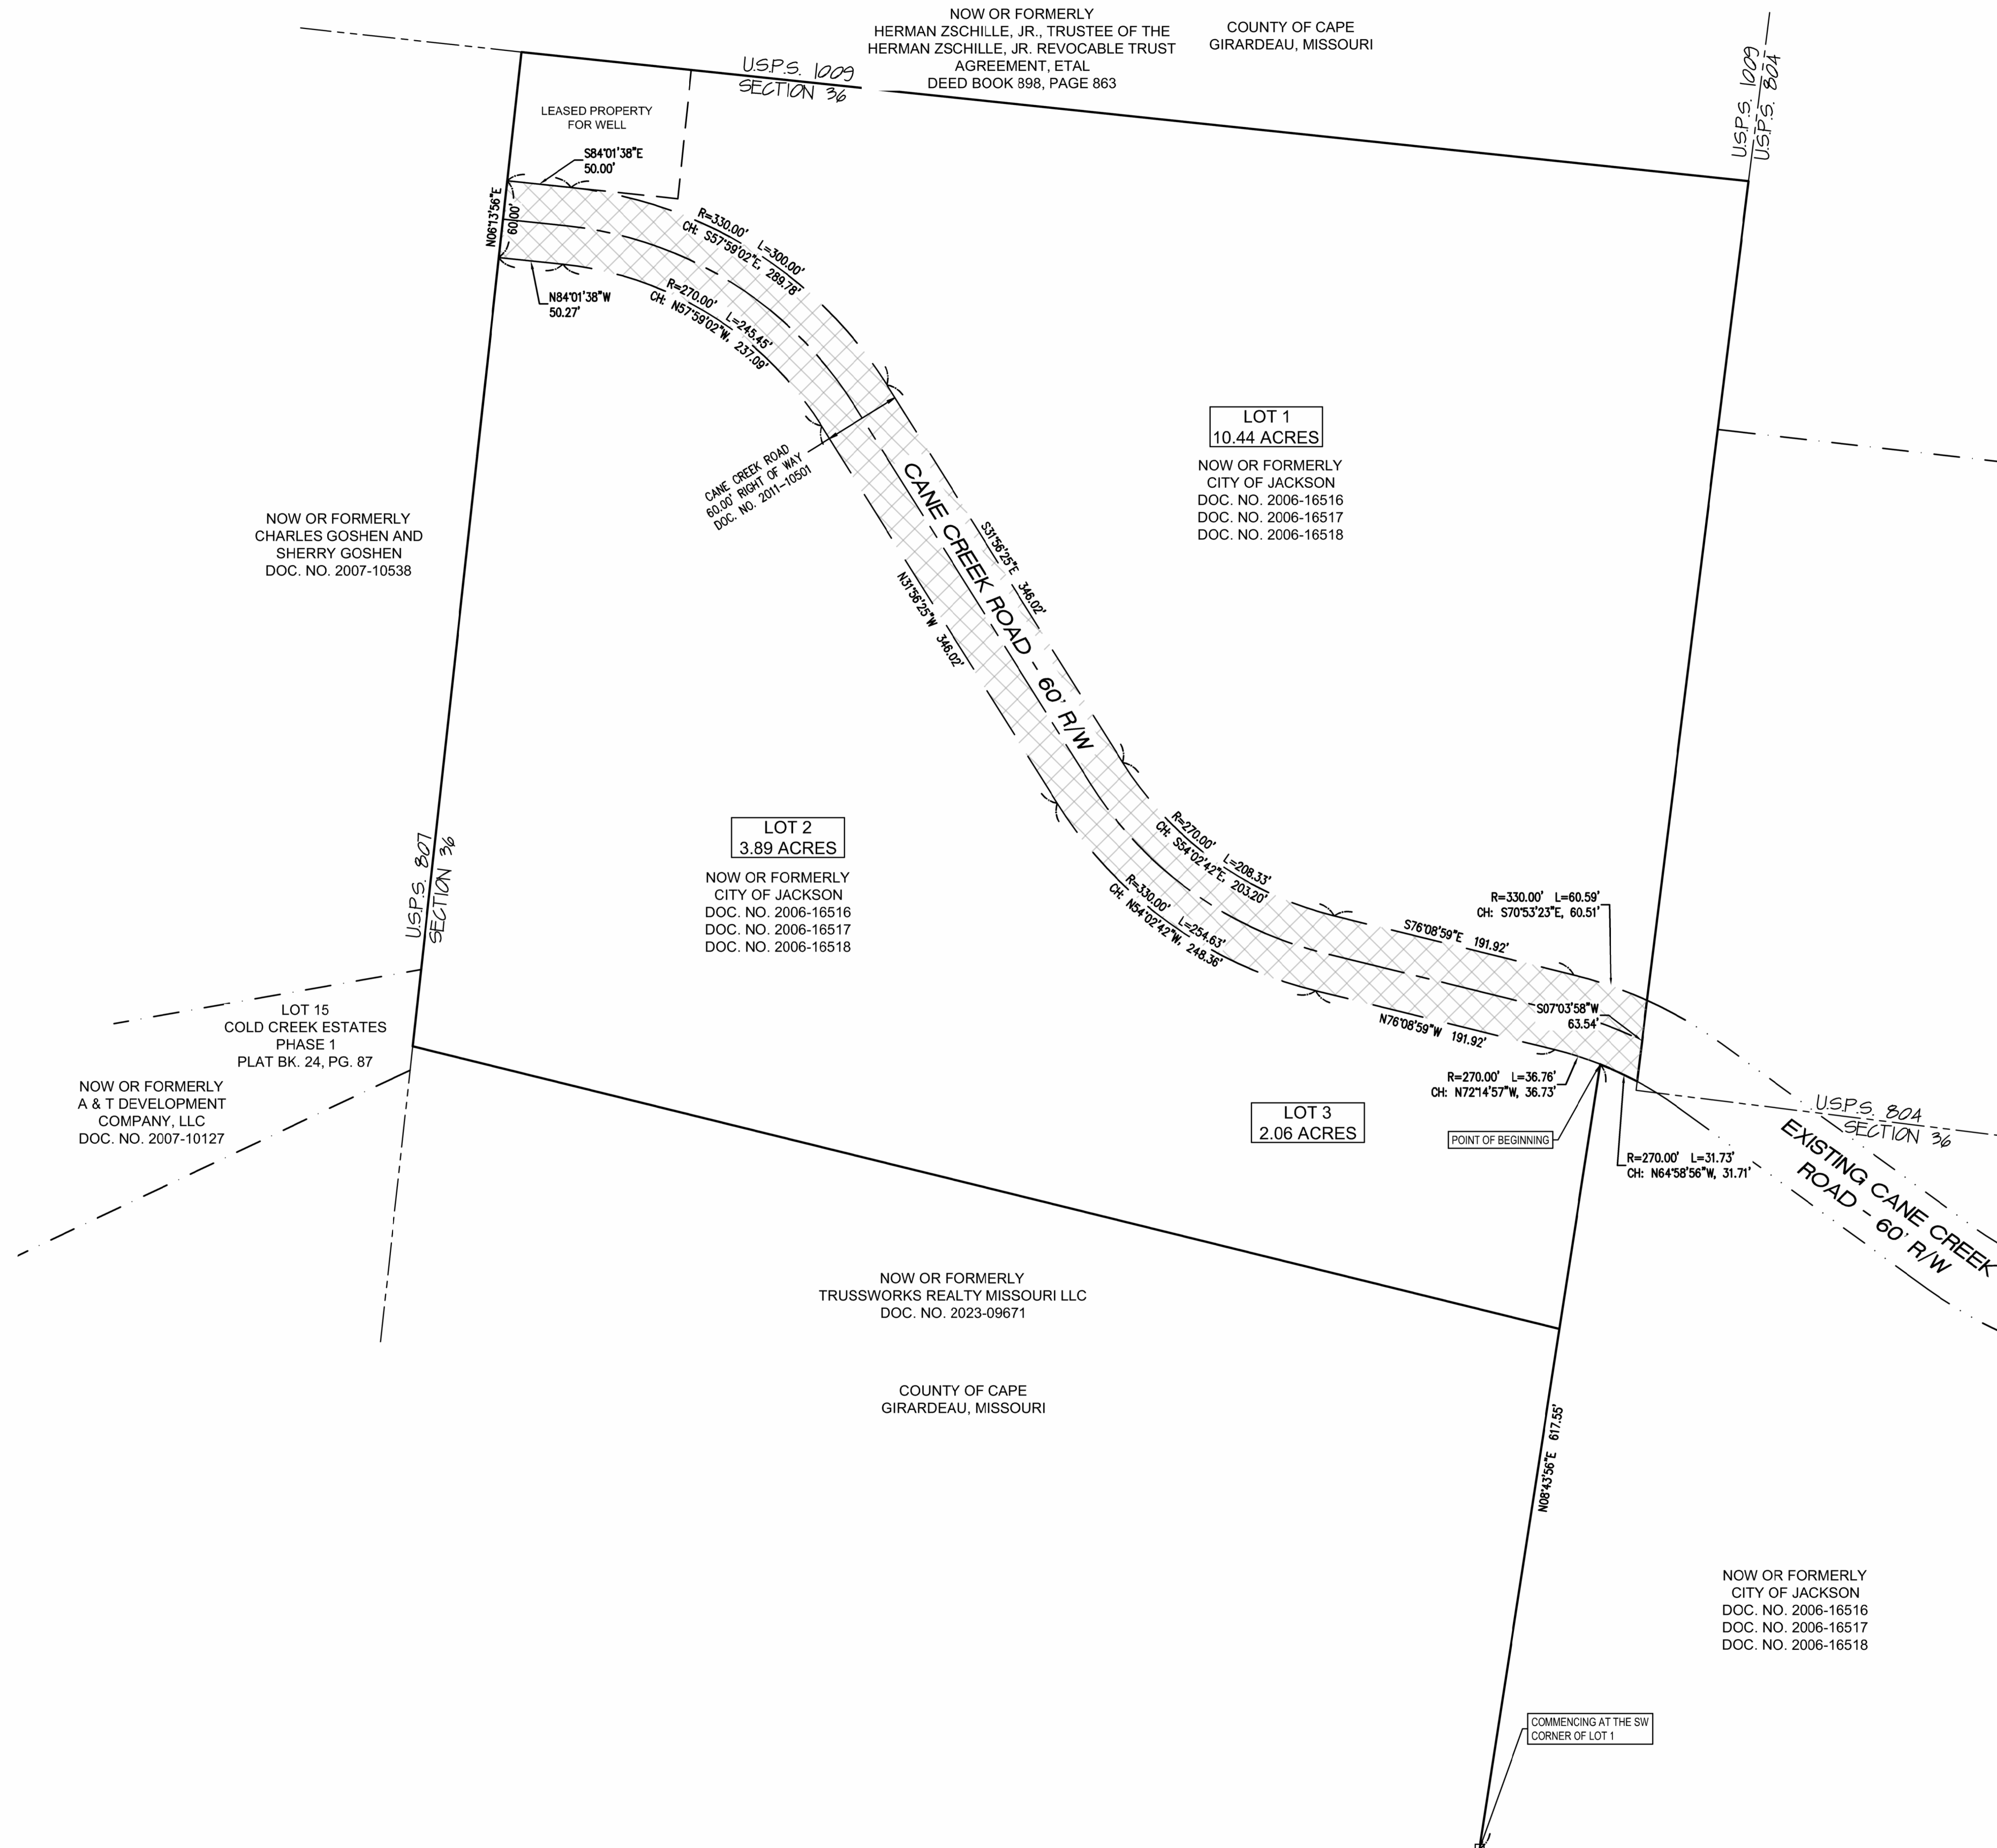 NOW OR FORMERLY
HERMAN ZSCHILLE, JR., TRUSTEE OF THE
HERMAN ZSCHILLE, JR. REVOCABLE TRUST
AGREEMENT, ETAL
DEED BOOK 898, PAGE 863
COUNTY OF CAPE
GIRARDEAU, MISSOURI
U.S.P.S. 1009
SECTION 36
U.S.P.S. 1009
U.S.P.S. 804
LEASED PROPERTY
FOR WELL
S84°01'38"E
50.00'
N06°13'56"E
60.00'
N84°01'38"W
50.27'
R=330.00' L=300.00'
CH: S57°59'02"E, 289.78'
R=270.00' L=245.45'
CH: N57°59'02"W, 237.09'
CANE CREEK ROAD
60.00' RIGHT OF WAY
DOC. NO. 2011-10501
LOT 1
10.44 ACRES
NOW OR FORMERLY
CITY OF JACKSON
DOC. NO. 2006-16516
DOC. NO. 2006-16517
DOC. NO. 2006-16518
NOW OR FORMERLY
CHARLES GOSHEN AND
SHERRY GOSHEN
DOC. NO. 2007-10538
CANE CREEK ROAD - 60' R/W
S31°56'25"E 346.02'
N31°56'25"W 346.02'
LOT 2
3.89 ACRES
NOW OR FORMERLY
CITY OF JACKSON
DOC. NO. 2006-16516
DOC. NO. 2006-16517
DOC. NO. 2006-16518
U.S.P.S. 807
SECTION 36
R=270.00' L=208.33'
CH: S54°02'42"E, 203.20'
R=330.00' L=254.63'
CH: N54°02'42"W, 248.36'
R=330.00' L=60.59'
CH: S70°53'23"E, 60.51'
S76°08'59"E 191.92'
S07°03'58"W
63.54'
N76°08'59"W 191.92'
R=270.00' L=36.76'
CH: N72°14'57"W, 36.73'
LOT 15
COLD CREEK ESTATES
PHASE 1
PLAT BK. 24, PG. 87
NOW OR FORMERLY
A & T DEVELOPMENT
COMPANY, LLC
DOC. NO. 2007-10127
LOT 3
2.06 ACRES
POINT OF BEGINNING
R=270.00' L=31.73'
CH: N64°58'56"W, 31.71'
U.S.P.S. 804
SECTION 36
EXISTING CANE CREEK
ROAD - 60' R/W
NOW OR FORMERLY
TRUSSWORKS REALTY MISSOURI LLC
DOC. NO. 2023-09671
COUNTY OF CAPE
GIRARDEAU, MISSOURI
N08°43'56"E 617.55'
NOW OR FORMERLY
CITY OF JACKSON
DOC. NO. 2006-16516
DOC. NO. 2006-16517
DOC. NO. 2006-16518
COMMENCING AT THE SW
CORNER OF LOT 1